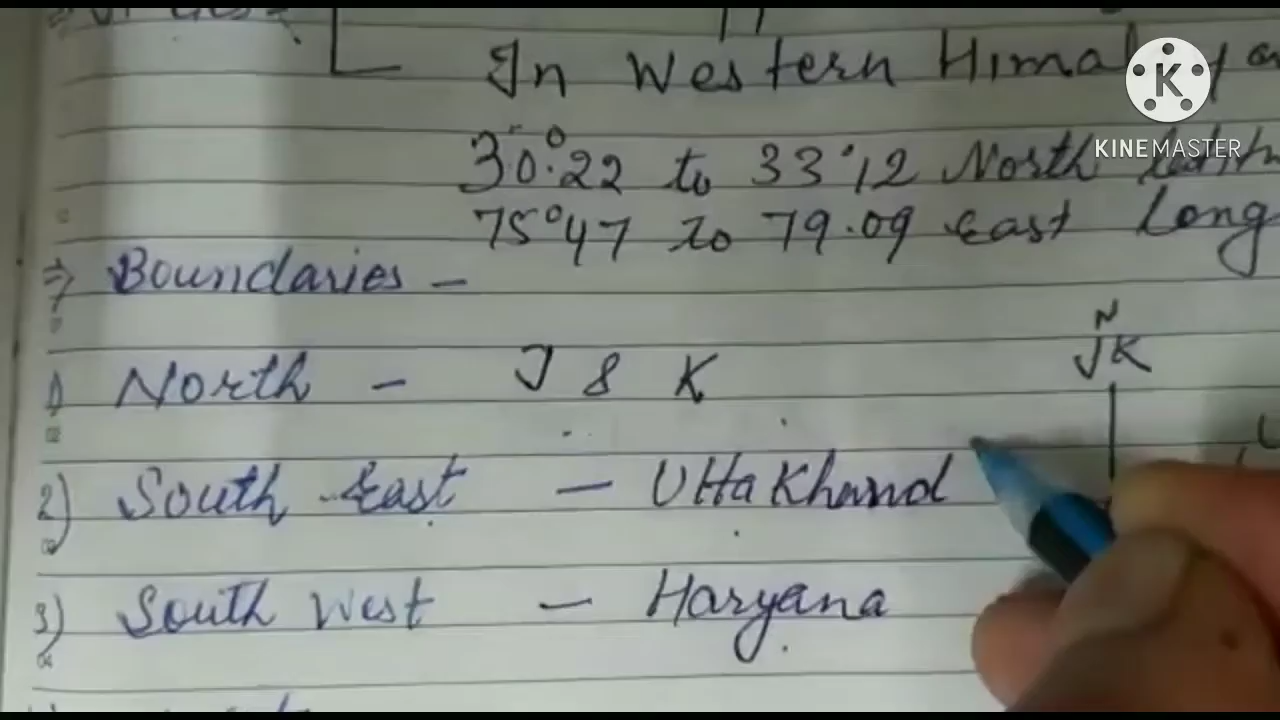 In Western Himalaya
30°.22 to 33°12 North
75°47 to 79.09 East Long
KINEMASTER
⇒ Boundaries -
N
JK
1) North - J & K
2) South East - Uttakhand
3) South West - Haryana